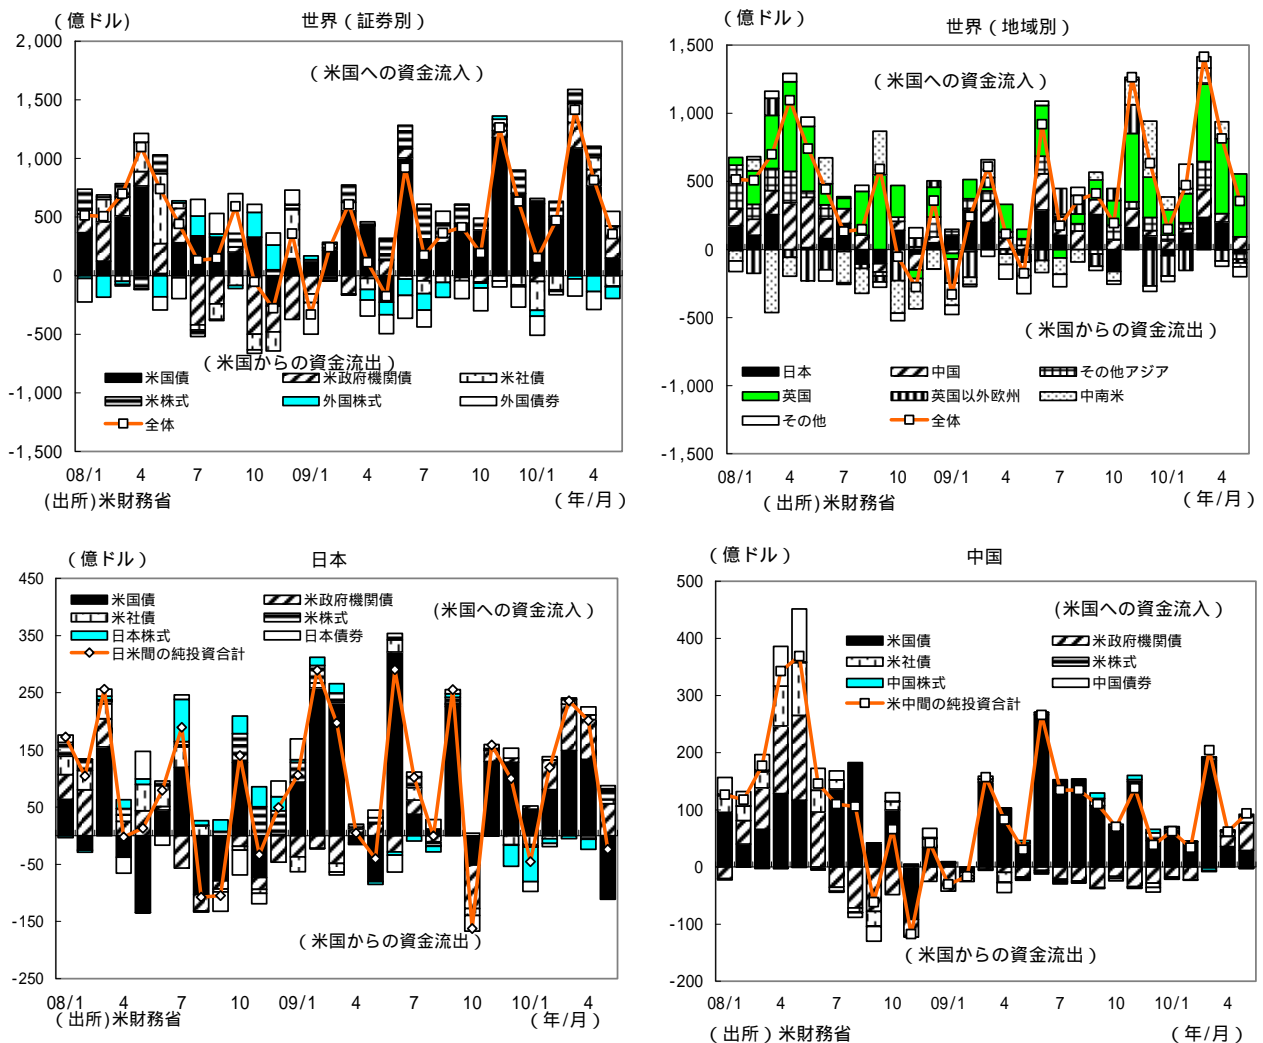 （億ドル）
世界（証券別）
2,000
1,500
1,000
500
0
-500
-1,000
-1,500
（米国への資金流入）
（米国からの資金流出）
米国債
米政府機関債
米社債
米株式
外国株式
外国債券
全体
08/1 4 7 10 09/1 4 7 10 10/1 4
(出所)米財務省
（年/月）
（億ドル）
世界（地域別）
1,500
1,000
500
0
-500
-1,000
-1,500
（米国への資金流入）
（米国からの資金流出）
日本
中国
その他アジア
英国
英国以外欧州
中南米
その他
全体
08/1 4 7 10 09/1 4 7 10 10/1 4
(出所)米財務省
（年/月）
（億ドル）
日本
450
350
250
150
50
-50
-150
-250
米国債
米政府機関債
米社債
米株式
日本株式
日本債券
日米間の純投資合計
（米国への資金流入）
（米国からの資金流出）
08/1 4 7 10 09/1 4 7 10 10/1 4
（出所)米財務省
（年/月）
（億ドル）
中国
500
400
300
200
100
0
-100
-200
（米国への資金流入）
米国債
米政府機関債
米社債
米株式
中国株式
中国債券
米中間の純投資合計
（米国からの資金流出）
08/1 4 7 10 09/1 4 7 10 10/1 4
（出所）米財務省
（年/月）